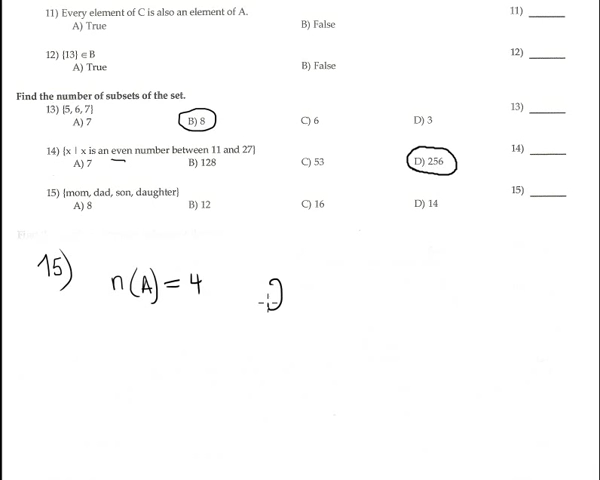 11) Every element of C is also an element of A. 11) ______
A) True B) False
12) {13} ∈ B 12) ______
A) True B) False
Find the number of subsets of the set.
13) {5, 6, 7} 13) ______
A) 7 B) 8 C) 6 D) 3
14) {x | x is an even number between 11 and 27} 14) ______
A) 7 B) 128 C) 53 D) 256
15) {mom, dad, son, daughter} 15) ______
A) 8 B) 12 C) 16 D) 14
15) n(A) = 4